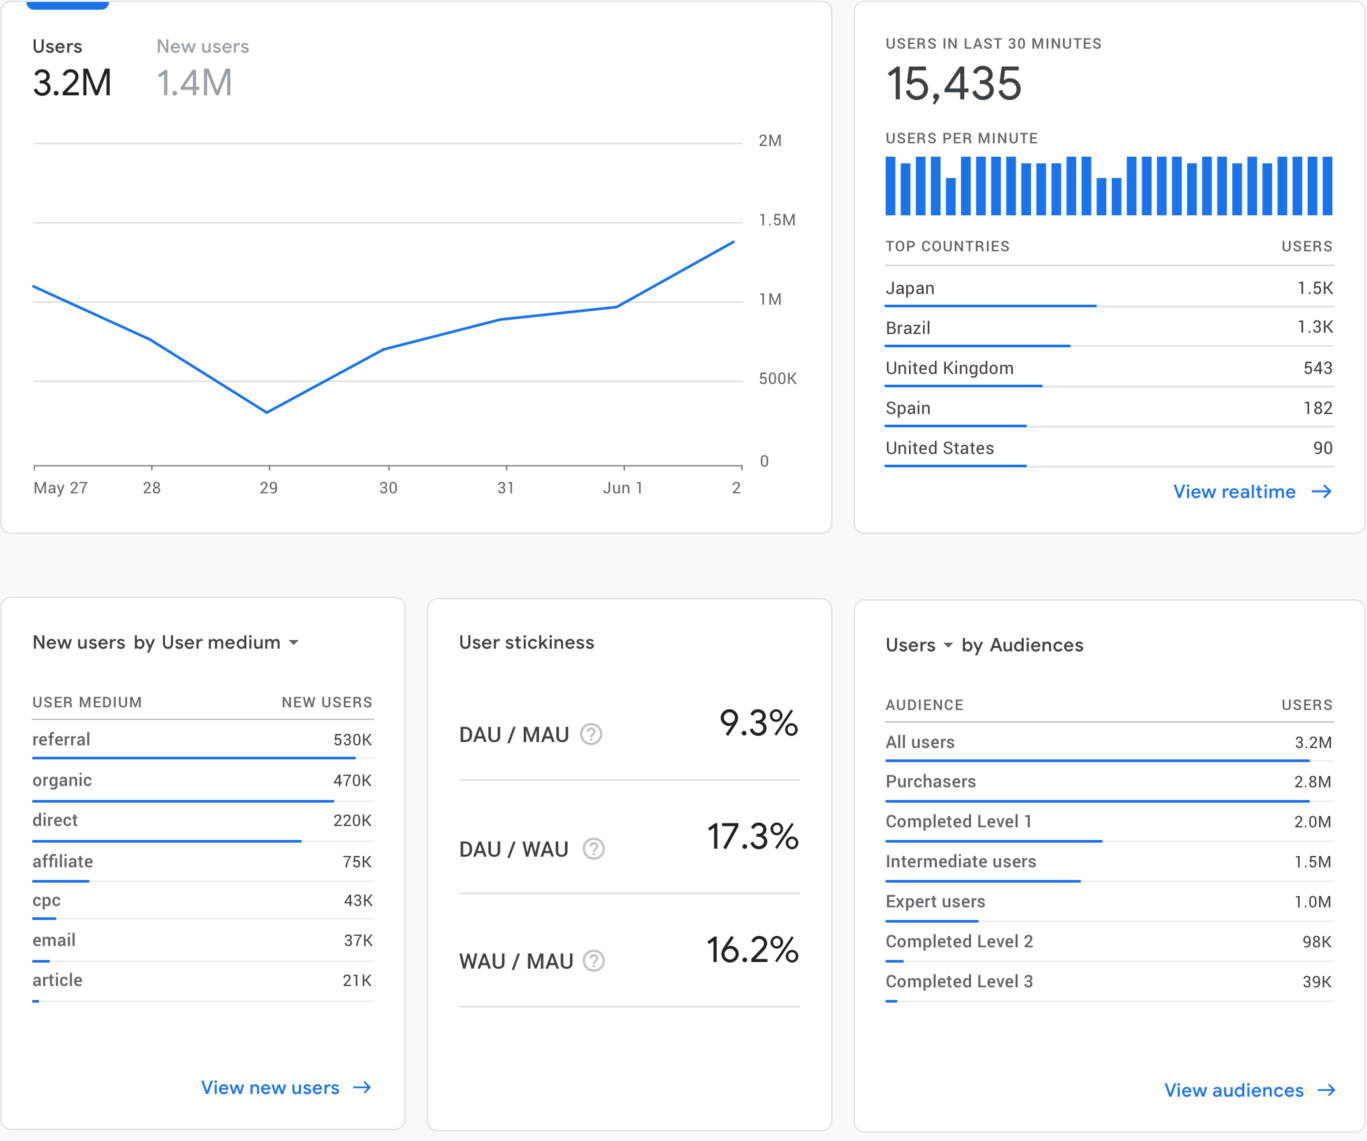 Users New users
3.2M 1.4M
2M
1.5M
1M
500K
0
May 27 28 29 30 31 Jun 1 2
USERS IN LAST 30 MINUTES
15,435
USERS PER MINUTE
TOP COUNTRIES USERS
Japan 1.5K
Brazil 1.3K
United Kingdom 543
Spain 182
United States 90
View realtime →
New users by User medium
USER MEDIUM NEW USERS
referral 530K
organic 470K
direct 220K
affiliate 75K
cpc 43K
email 37K
article 21K
View new users →
User stickiness
DAU / MAU ? 9.3%
DAU / WAU ? 17.3%
WAU / MAU ? 16.2%
Users by Audiences
AUDIENCE USERS
All users 3.2M
Purchasers 2.8M
Completed Level 1 2.0M
Intermediate users 1.5M
Expert users 1.0M
Completed Level 2 98K
Completed Level 3 39K
View audiences →